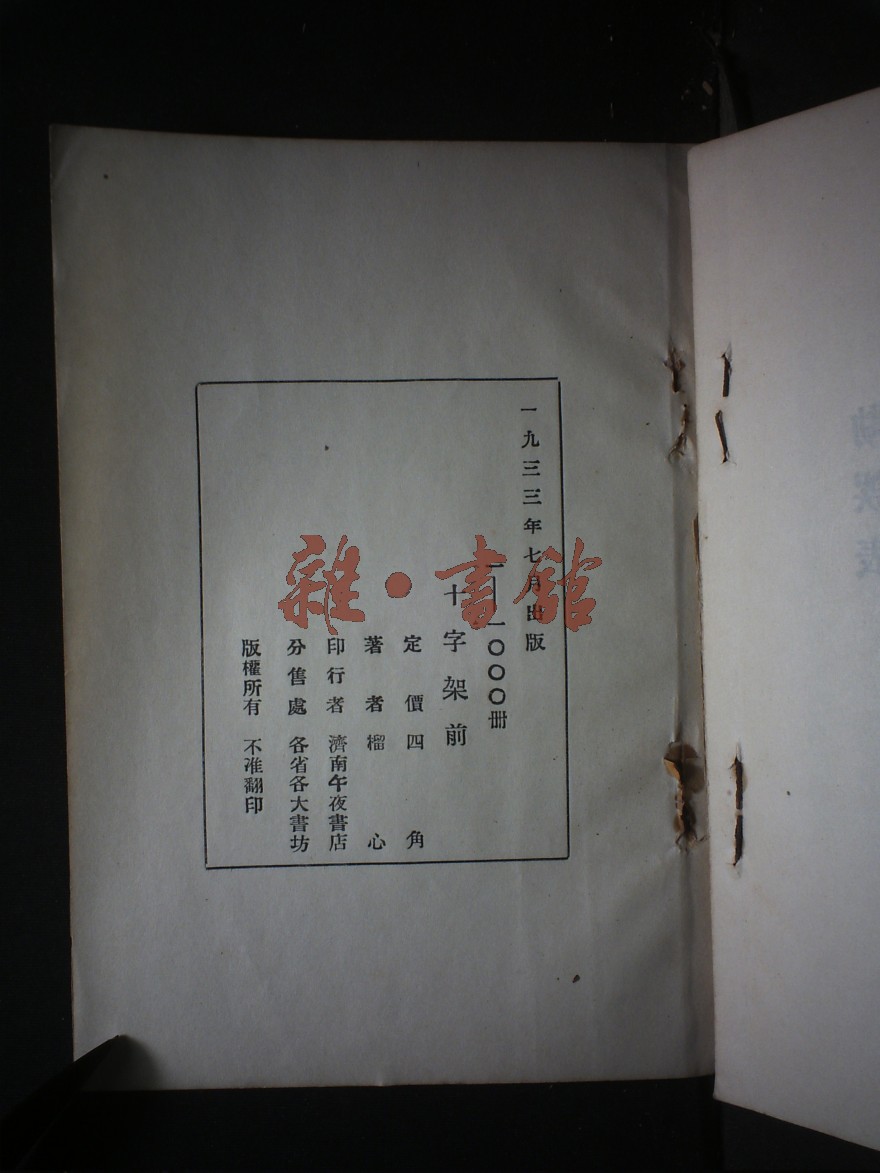 一九三三年七月出版
一｜一〇〇〇冊
十字架前
定價四角
著者榴心
印行者 濟南午夜書店
分售處 各省各大書坊
版權所有 不准翻印
雜·書館